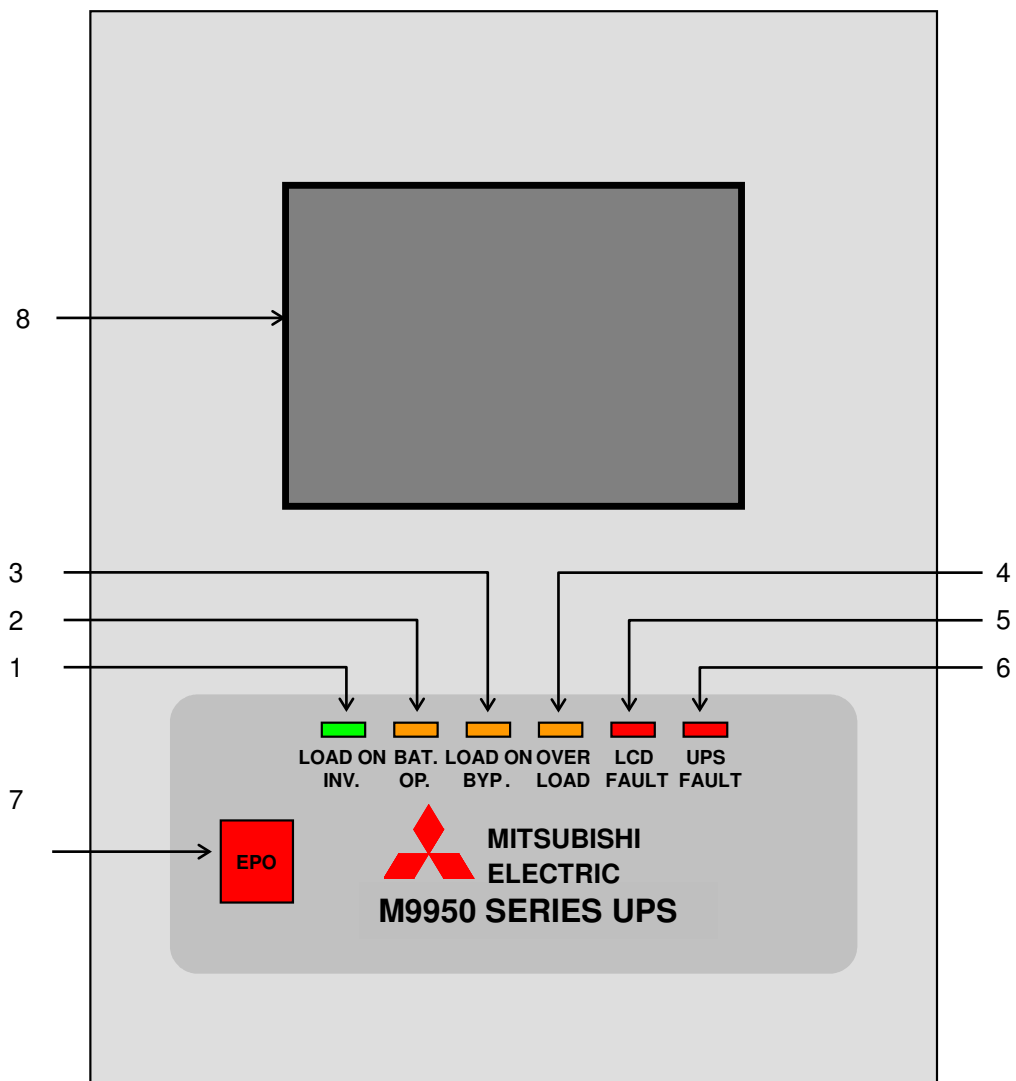 8
3
4
2
5
1
6
LOAD ON BAT. LOAD ON OVER LCD UPS
INV. OP. BYP. LOAD FAULT FAULT
7
EPO
MITSUBISHI
ELECTRIC
M9950 SERIES UPS